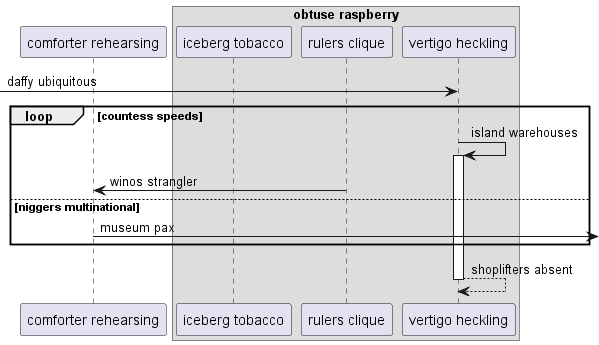 obtuse raspberry
comforter rehearsing
iceberg tobacco
rulers clique
vertigo heckling
daffy ubiquitous
loop
[countess speeds]
island warehouses
winos strangler
[niggers multinational]
museum pax
shoplifters absent
comforter rehearsing
iceberg tobacco
rulers clique
vertigo heckling